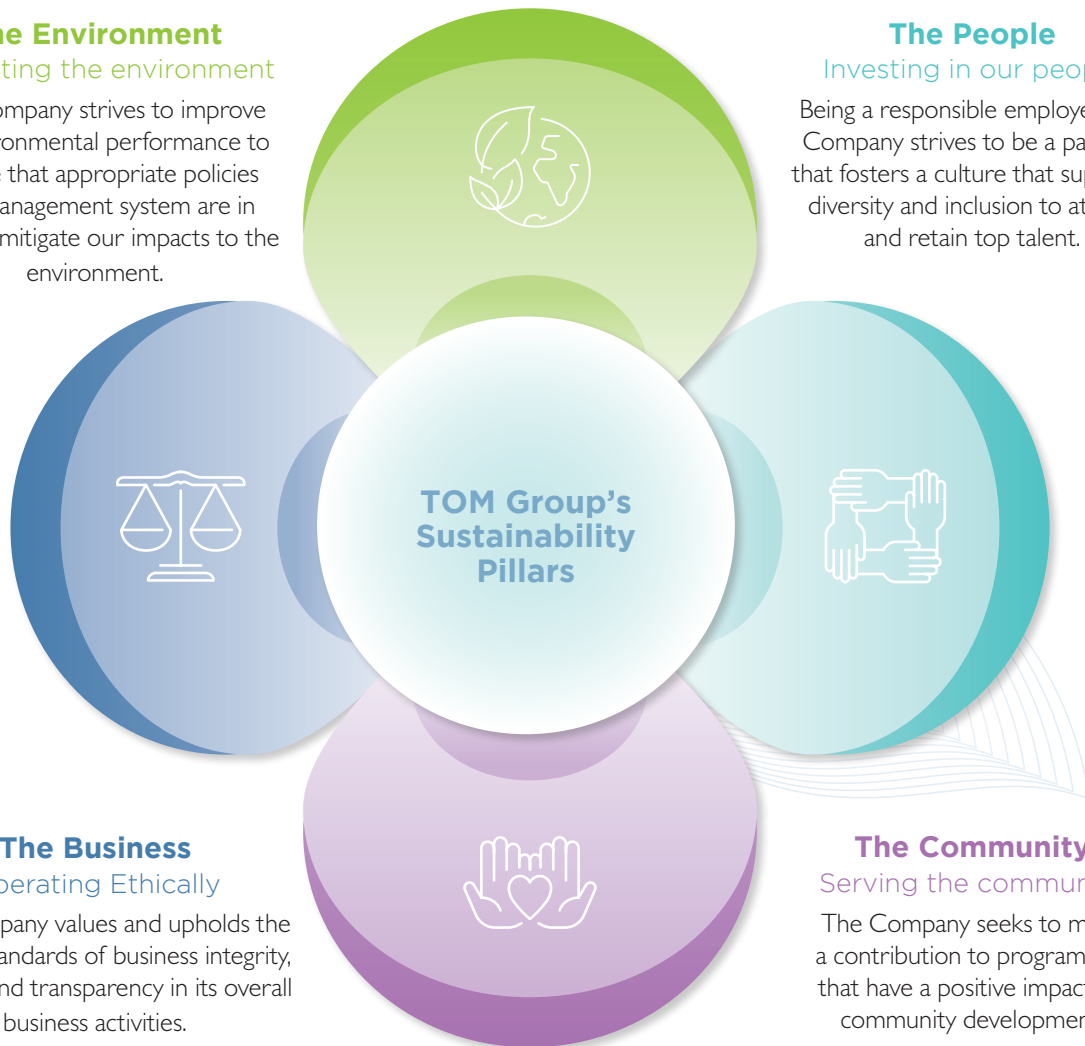 Environment
ting the environment
ompany strives to improve
ronmental performance to
that appropriate policies
anagement system are in
mitigate our impacts to the
environment.
The People
Investing in our peop
Being a responsible employe
Company strives to be a pa
that fosters a culture that sup
diversity and inclusion to at
and retain top talent.
TOM Group's
Sustainability
Pillars
The Business
perating Ethically
pany values and upholds the
andards of business integrity,
nd transparency in its overall
business activities.
The Community
Serving the commun
The Company seeks to m
a contribution to program
that have a positive impact
community developmen